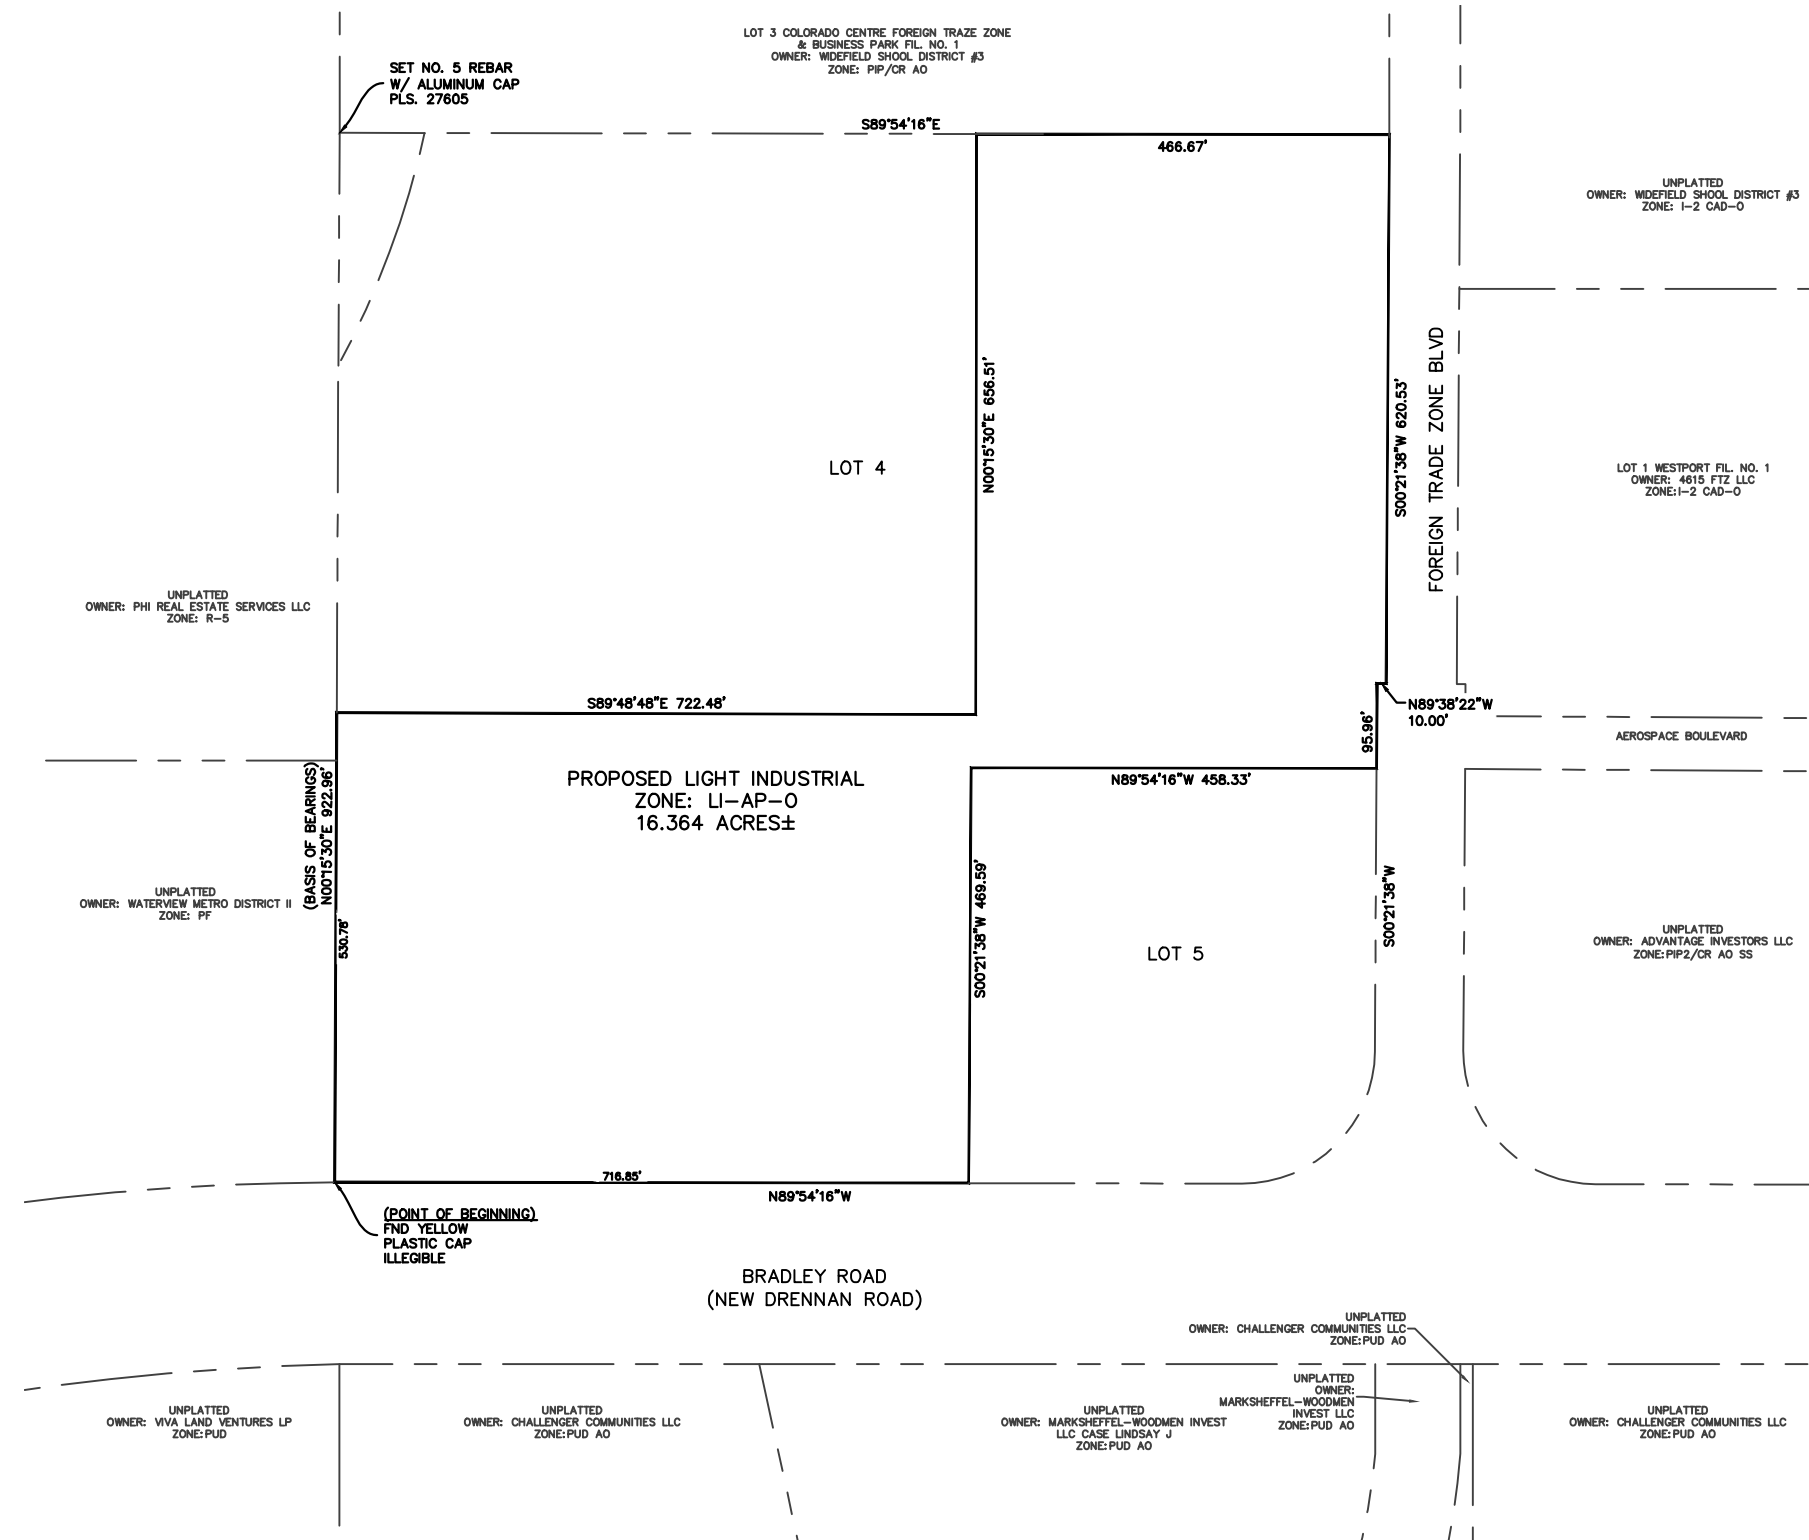 LOT 3 COLORADO CENTRE FOREIGN TRAZE ZONE
& BUSINESS PARK FIL. NO. 1
OWNER: WIDEFIELD SHOOL DISTRICT #3
ZONE: PIP/CR AO
SET NO. 5 REBAR
W/ ALUMINUM CAP
PLS. 27605
S89°54'16"E
466.67'
UNPLATTED
OWNER: WIDEFIELD SHOOL DISTRICT #3
ZONE: I-2 CAD-O
N00°15'30"E 656.51'
S00°21'38"W 620.53'
FOREIGN TRADE ZONE BLVD
LOT 4
LOT 1 WESTPORT FIL. NO. 1
OWNER: 4615 FTZ LLC
ZONE:I-2 CAD-O
UNPLATTED
OWNER: PHI REAL ESTATE SERVICES LLC
ZONE: R-5
S89°48'48"E 722.48'
N89°38'22"W
10.00'
95.96'
AEROSPACE BOULEVARD
PROPOSED LIGHT INDUSTRIAL
ZONE: LI-AP-O
16.364 ACRES±
N89°54'16"W 458.33'
(BASIS OF BEARINGS)
N00°15'30"E 922.96'
530.78'
UNPLATTED
OWNER: WATERVIEW METRO DISTRICT II
ZONE: PF
S00°21'38"W 469.59'
LOT 5
S00°21'38"W
UNPLATTED
OWNER: ADVANTAGE INVESTORS LLC
ZONE:PIP2/CR AO SS
716.85'
N89°54'16"W
(POINT OF BEGINNING)
FND YELLOW
PLASTIC CAP
ILLEGIBLE
BRADLEY ROAD
(NEW DRENNAN ROAD)
UNPLATTED
OWNER: CHALLENGER COMMUNITIES LLC
ZONE:PUD AO
UNPLATTED
OWNER:
MARKSHEFFEL-WOODMEN
INVEST LLC
ZONE:PUD AO
UNPLATTED
OWNER: VIVA LAND VENTURES LP
ZONE:PUD
UNPLATTED
OWNER: CHALLENGER COMMUNITIES LLC
ZONE:PUD AO
UNPLATTED
OWNER: MARKSHEFFEL-WOODMEN INVEST
LLC CASE LINDSAY J
ZONE:PUD AO
UNPLATTED
OWNER: CHALLENGER COMMUNITIES LLC
ZONE:PUD AO